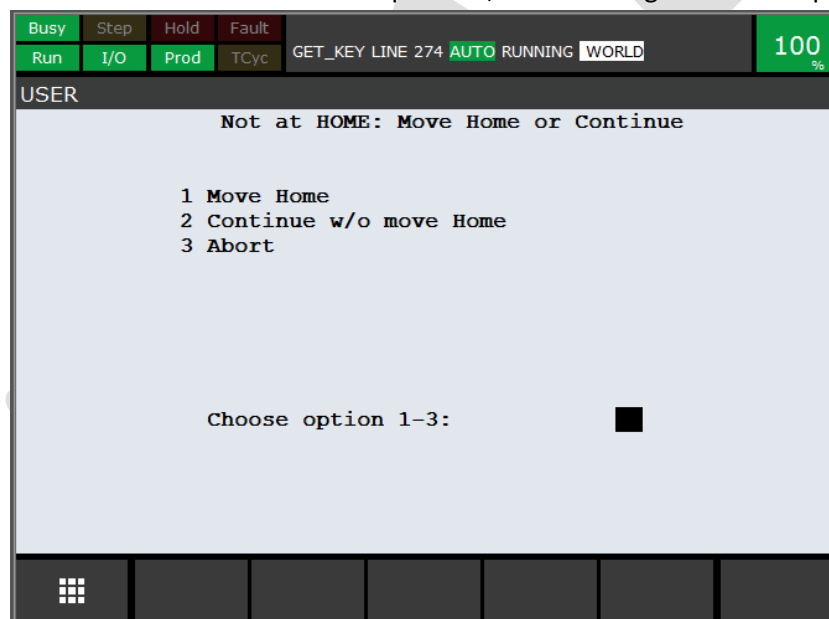 Busy Step Hold Fault
Run I/O Prod TCyc GET_KEY LINE 274 AUTO RUNNING WORLD 100 %
USER
Not at HOME: Move Home or Continue
1 Move Home
2 Continue w/o move Home
3 Abort
Choose option 1-3: